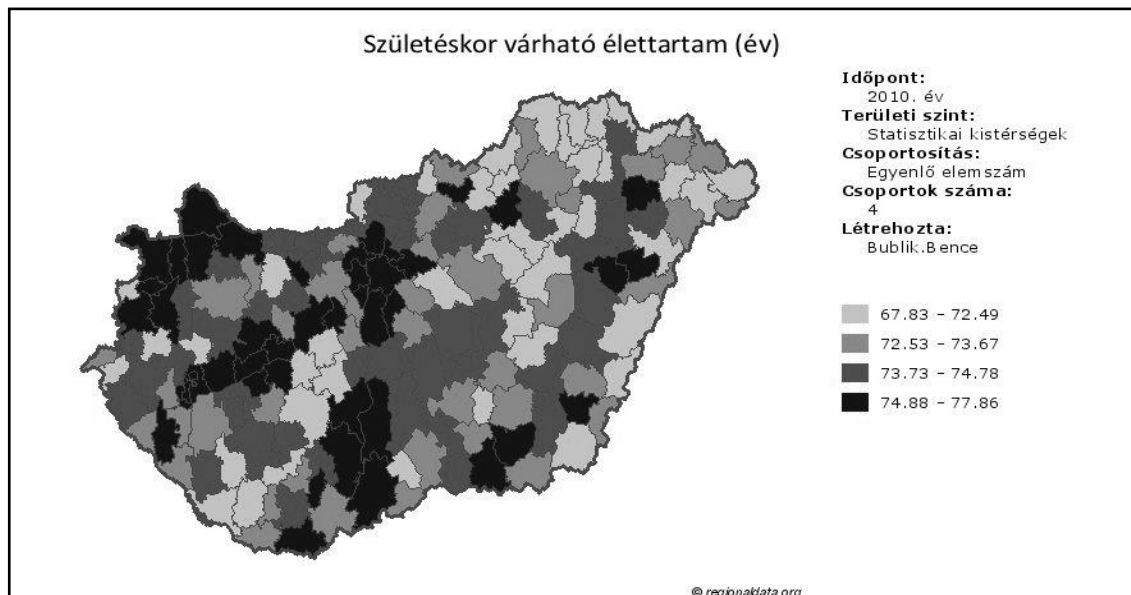 Születéskor várható élettartam (év)
Időpont:
2010. év
Területi szint:
Statisztikai kistérségek
Csoportosítás:
Egyenlő elemszám
Csoportok száma:
4
Létrehozta:
Bublik.Bence
67.83 – 72.49
72.53 – 73.67
73.73 – 74.78
74.88 – 77.86
© regionaldata.org